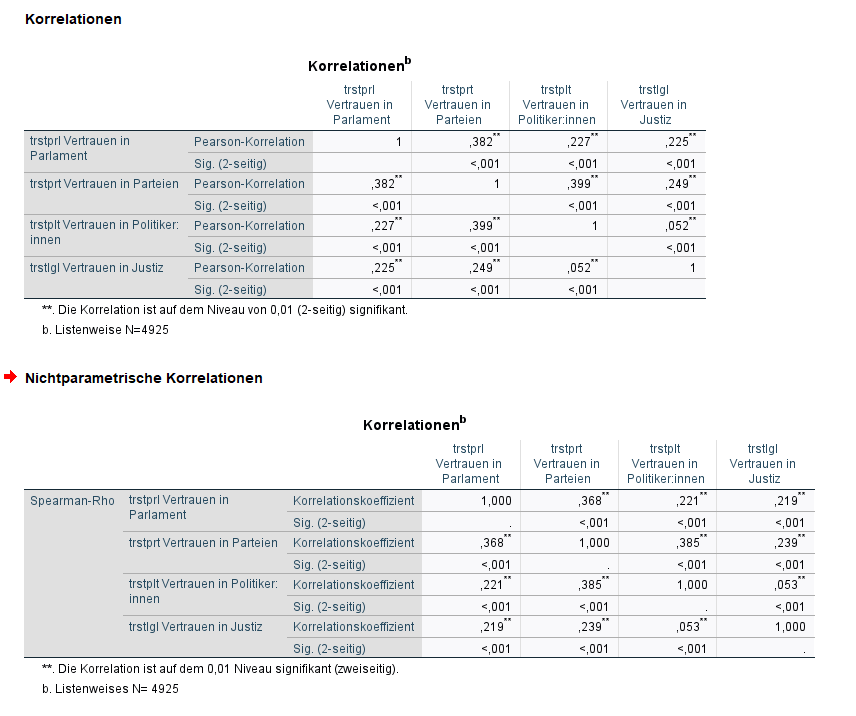 Korrelationen
Korrelationenb
trstprl Vertrauen in Parlament trstprt Vertrauen in Parteien trstplt Vertrauen in Politiker:innen trstlgl Vertrauen in Justiz
trstprl Vertrauen in Parlament Pearson-Korrelation 1 ,382** ,227** ,225**
Sig. (2-seitig) <,001 <,001 <,001
trstprt Vertrauen in Parteien Pearson-Korrelation ,382** 1 ,399** ,249**
Sig. (2-seitig) <,001 <,001 <,001
trstplt Vertrauen in Politiker:innen Pearson-Korrelation ,227** ,399** 1 ,052**
Sig. (2-seitig) <,001 <,001 <,001
trstlgl Vertrauen in Justiz Pearson-Korrelation ,225** ,249** ,052** 1
Sig. (2-seitig) <,001 <,001 <,001
**. Die Korrelation ist auf dem Niveau von 0,01 (2-seitig) signifikant.
b. Listenweise N=4925
Nichtparametrische Korrelationen
Korrelationenb
trstprl Vertrauen in Parlament trstprt Vertrauen in Parteien trstplt Vertrauen in Politiker:innen trstlgl Vertrauen in Justiz
Spearman-Rho trstprl Vertrauen in Parlament Korrelationskoeffizient 1,000 ,368** ,221** ,219**
Sig. (2-seitig) . <,001 <,001 <,001
trstprt Vertrauen in Parteien Korrelationskoeffizient ,368** 1,000 ,385** ,239**
Sig. (2-seitig) <,001 . <,001 <,001
trstplt Vertrauen in Politiker:innen Korrelationskoeffizient ,221** ,385** 1,000 ,053**
Sig. (2-seitig) <,001 <,001 . <,001
trstlgl Vertrauen in Justiz Korrelationskoeffizient ,219** ,239** ,053** 1,000
Sig. (2-seitig) <,001 <,001 <,001 .
**. Die Korrelation ist auf dem 0,01 Niveau signifikant (zweiseitig).
b. Listenweises N= 4925